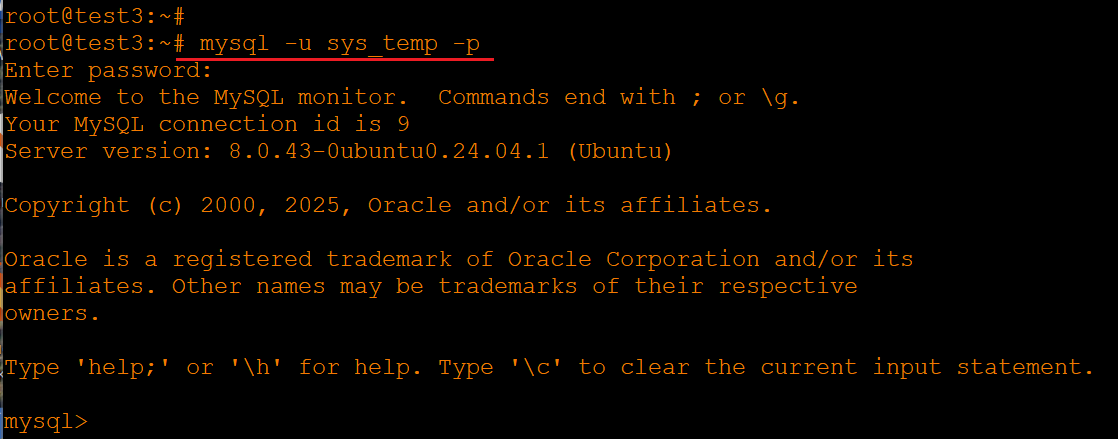 root@test3:~#
root@test3:~# mysql -u sys_temp -p
Enter password:
Welcome to the MySQL monitor.  Commands end with ; or \g.
Your MySQL connection id is 9
Server version: 8.0.43-0ubuntu0.24.04.1 (Ubuntu)
Copyright (c) 2000, 2025, Oracle and/or its affiliates.
Oracle is a registered trademark of Oracle Corporation and/or its
affiliates. Other names may be trademarks of their respective
owners.
Type 'help;' or '\h' for help. Type '\c' to clear the current input statement.
mysql>